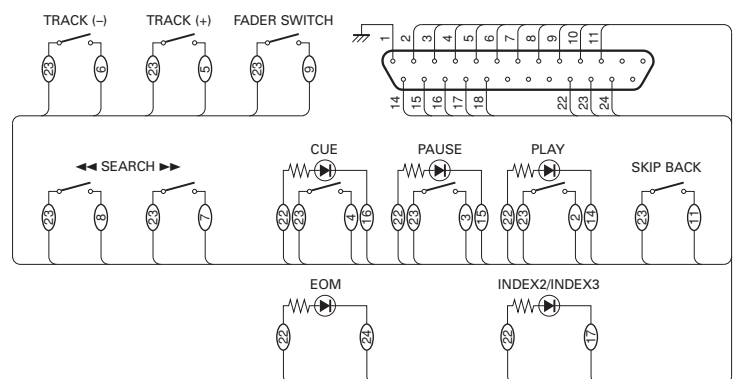 TRACK (–) TRACK (+) FADER SWITCH
1 2 3 4 5 6 7 8 9 10 11
23 6 23 5 23 9
14 15 16 17 18 22 23 24
◄◄ SEARCH ►► CUE PAUSE PLAY SKIP BACK
23 8 23 7 22 23 4 16 22 23 3 15 22 23 2 14 23 11
EOM INDEX2/INDEX3
22 24 22 17